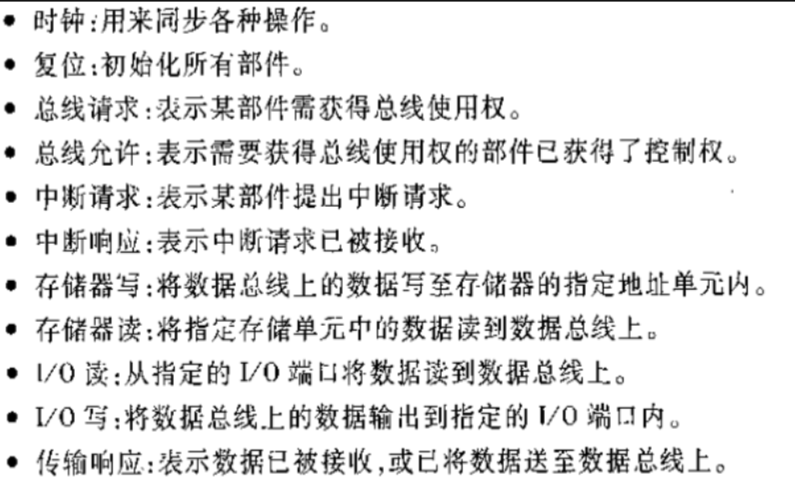 • 时钟:用来同步各种操作。
• 复位:初始化所有部件。
• 总线请求:表示某部件需获得总线使用权。
• 总线允许:表示需要获得总线使用权的部件已获得了控制权。
• 中断请求:表示某部件提出中断请求。
• 中断响应:表示中断请求已被接收。
• 存储器写:将数据总线上的数据写至存储器的指定地址单元内。
• 存储器读:将指定存储单元中的数据读到数据总线上。
• I/O 读:从指定的 I/O 端口将数据读到数据总线上。
• I/O 写:将数据总线上的数据输出到指定的 I/O 端口内。
• 传输响应:表示数据已被接收,或已将数据送至数据总线上。